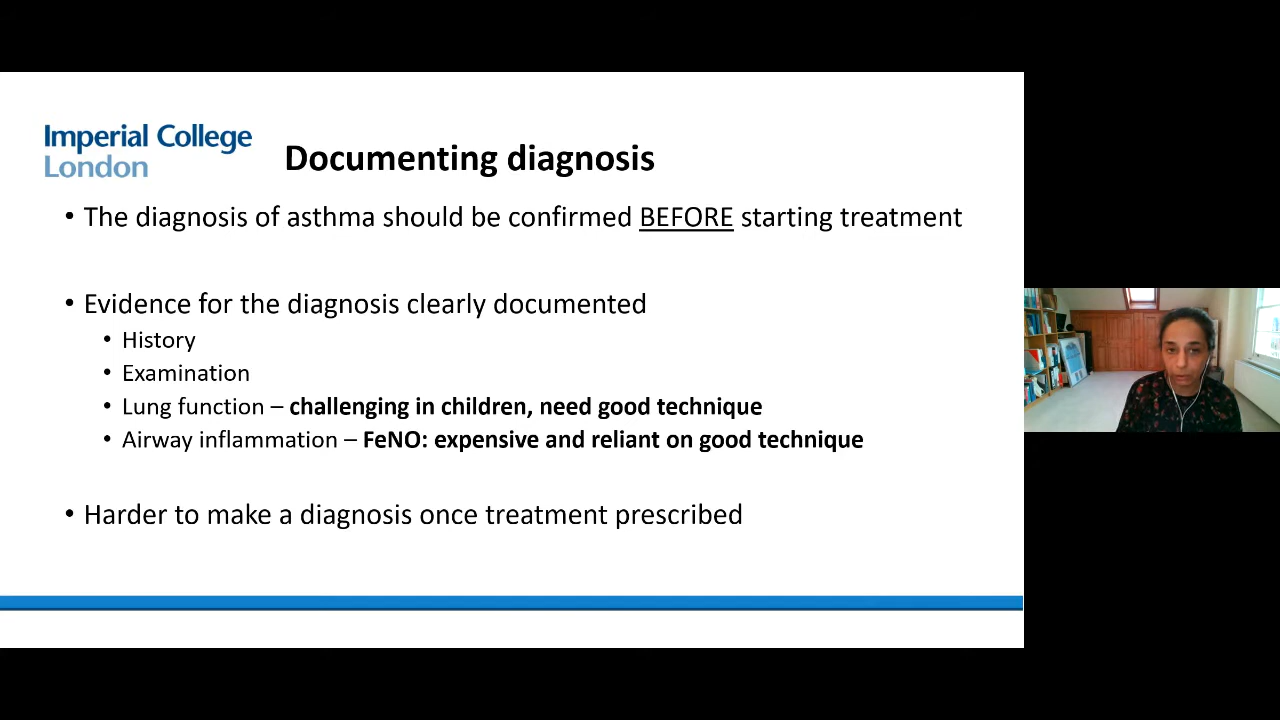 Imperial College
London
Documenting diagnosis
• The diagnosis of asthma should be confirmed BEFORE starting treatment
• Evidence for the diagnosis clearly documented
• History
• Examination
• Lung function – challenging in children, need good technique
• Airway inflammation – FeNO: expensive and reliant on good technique
• Harder to make a diagnosis once treatment prescribed